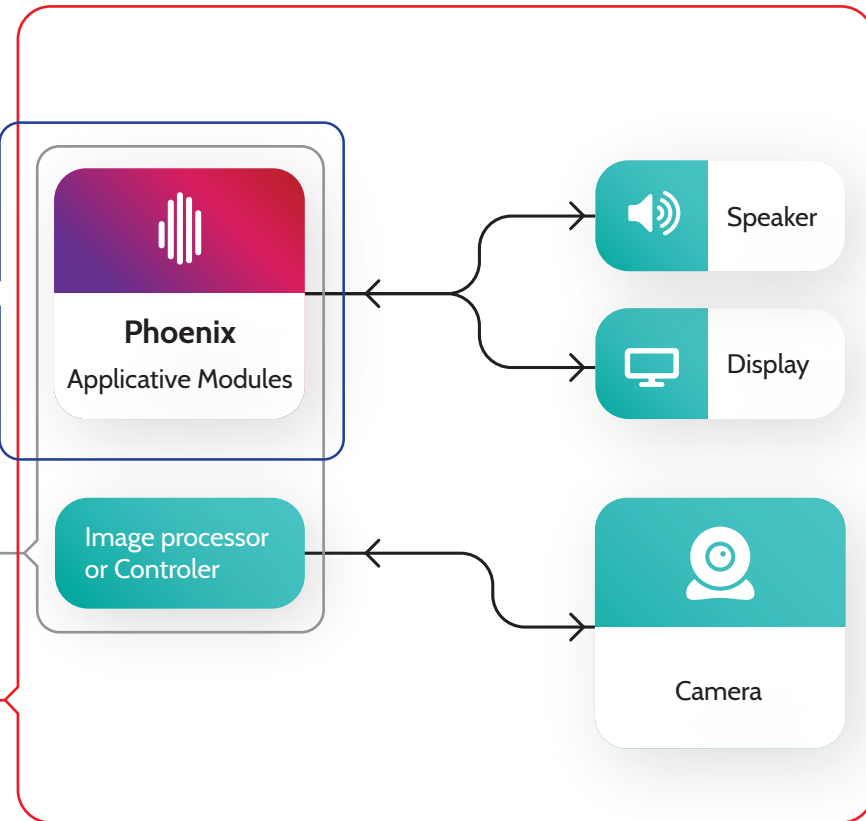 Phoenix
Applicative Modules
Speaker
Display
Image processor
or Controler
Camera